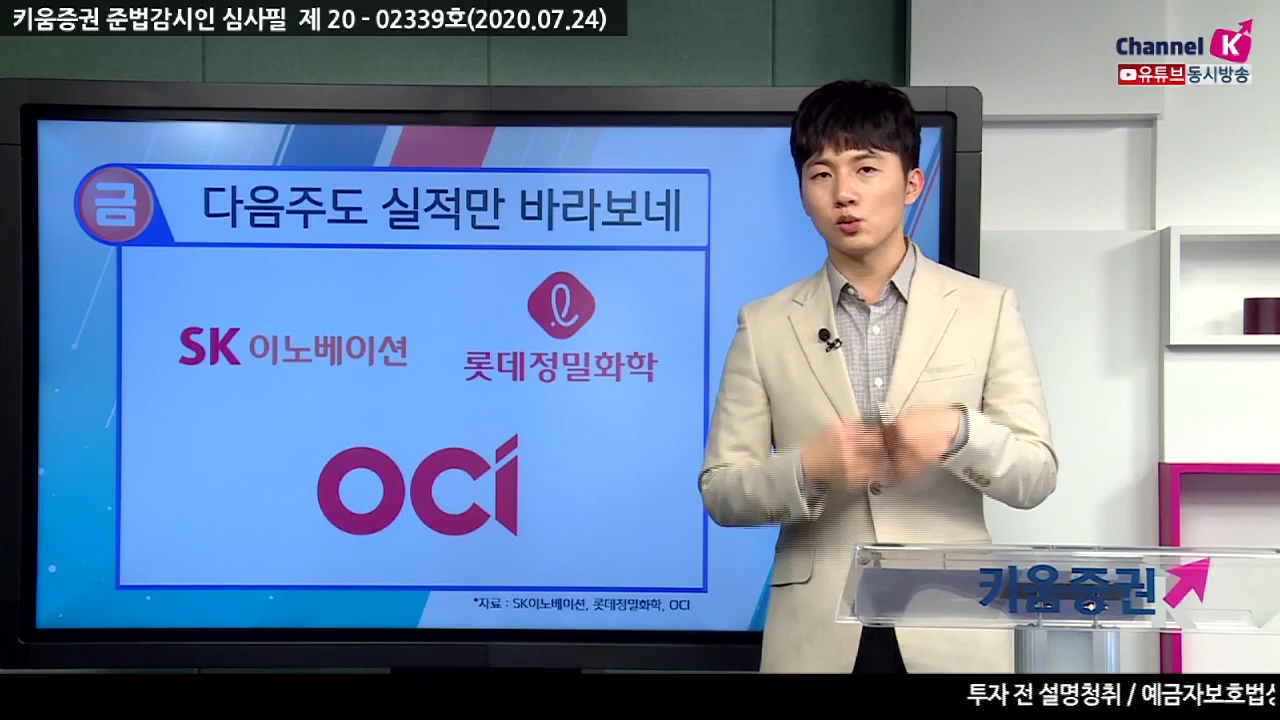 키움증권 준법감시인 심사필 제 20 - 02339호(2020.07.24)
Channel K
유튜브동시방송
금
다음주도 실적만 바라보네
SK 이노베이션
롯데정밀화학
OCI
*자료 : SK이노베이션, 롯데정밀화학, OCI
키움증권
투자 전 설명청취 / 예금자보호법상